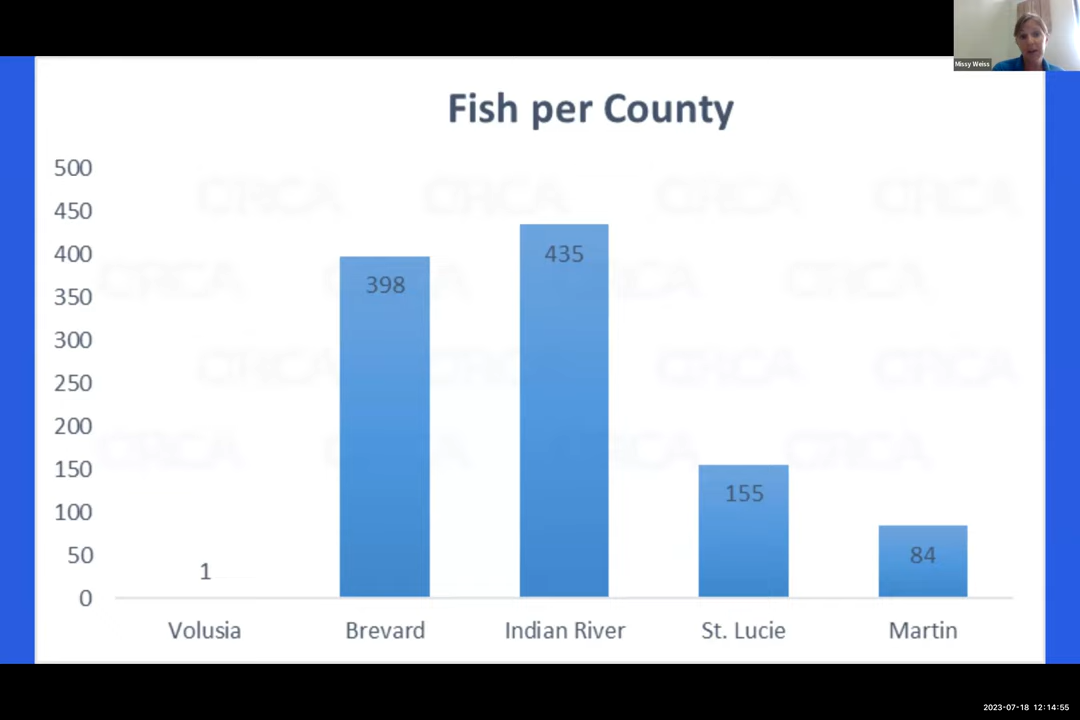 Missy Weiss
Fish per County
500
450
400
350
300
250
200
150
100
50
0
1
398
435
155
84
Volusia
Brevard
Indian River
St. Lucie
Martin
2023-07-18 12:14:55